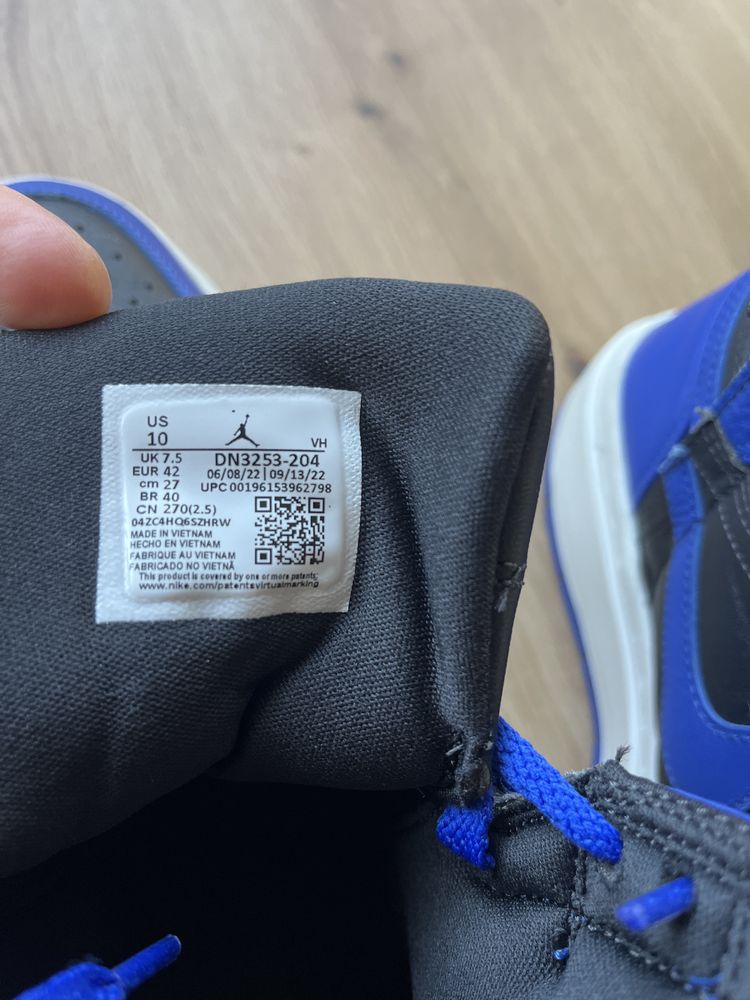 US
10
VH
UK 7.5 DN3253-204
EUR 42 06/08/22 | 09/13/22
cm 27 UPC 00196153962798
BR 40
CN 270(2.5)
04ZC4HQ6SZHRW
MADE IN VIETNAM
HECHO EN VIETNAM
FABRIQUE AU VIETNAM
FABRICADO NO VIETNÃ
This product is covered by one or more patents:
www.nike.com/patentsvirtualmarking